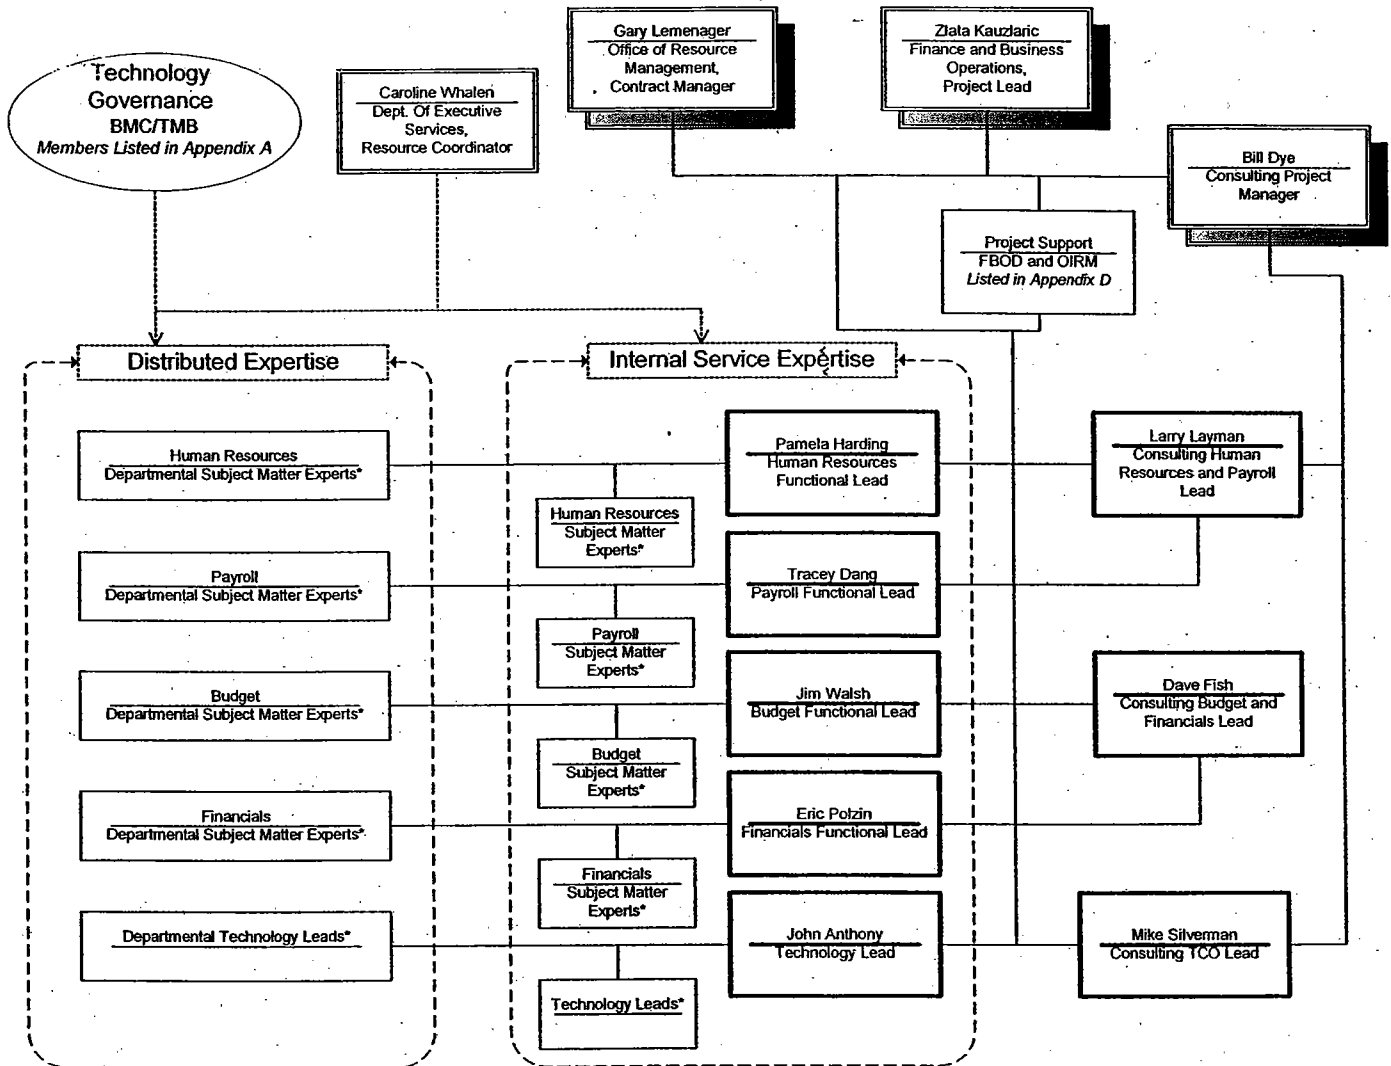 Gary Lemenager
Office of Resource
Management,
Contract Manager
Zlata Kauzlaric
Finance and Business
Operations,
Project Lead
Technology
Governance
BMC/TMB
Members Listed in Appendix A
Caroline Whalen
Dept. Of Executive
Services,
Resource Coordinator
Bill Dye
Consulting Project
Manager
Project Support
FBOD and OIRM
Listed in Appendix D
Distributed Expertise
Internal Service Expertise
Human Resources
Departmental Subject Matter Experts*
Pamela Harding
Human Resources
Functional Lead
Larry Layman
Consulting Human
Resources and Payroll
Lead
Human Resources
Subject Matter
Experts*
Payroll
Departmental Subject Matter Experts*
Tracey Dang
Payroll Functional Lead
Payroll
Subject Matter
Experts*
Budget
Departmental Subject Matter Experts*
Jim Walsh
Budget Functional Lead
Dave Fish
Consulting Budget and
Financials Lead
Budget
Subject Matter
Experts*
Financials
Departmental Subject Matter Experts*
Eric Polzin
Financials Functional Lead
Financials
Subject Matter
Experts*
Departmental Technology Leads*
John Anthony
Technology Lead
Mike Silverman
Consulting TCO Lead
Technology Leads*